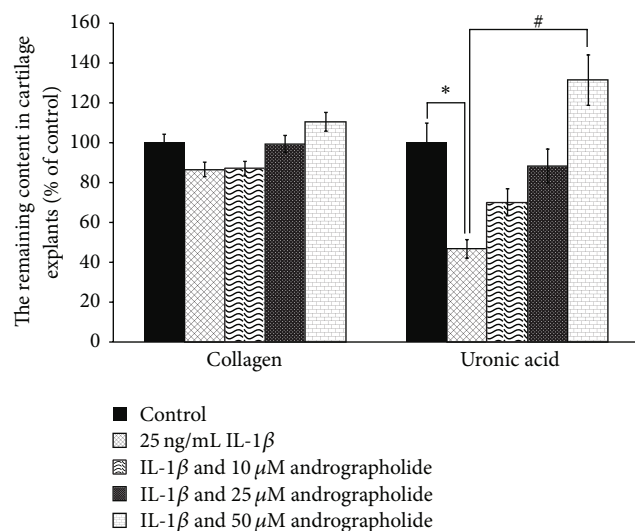 The remaining content in cartilage
explants (% of control)
160
140
120
100
80
60
40
20
0
*
#
Collagen
Uronic acid
Control
25 ng/mL IL-1β
IL-1β and 10 μM andrographolide
IL-1β and 25 μM andrographolide
IL-1β and 50 μM andrographolide